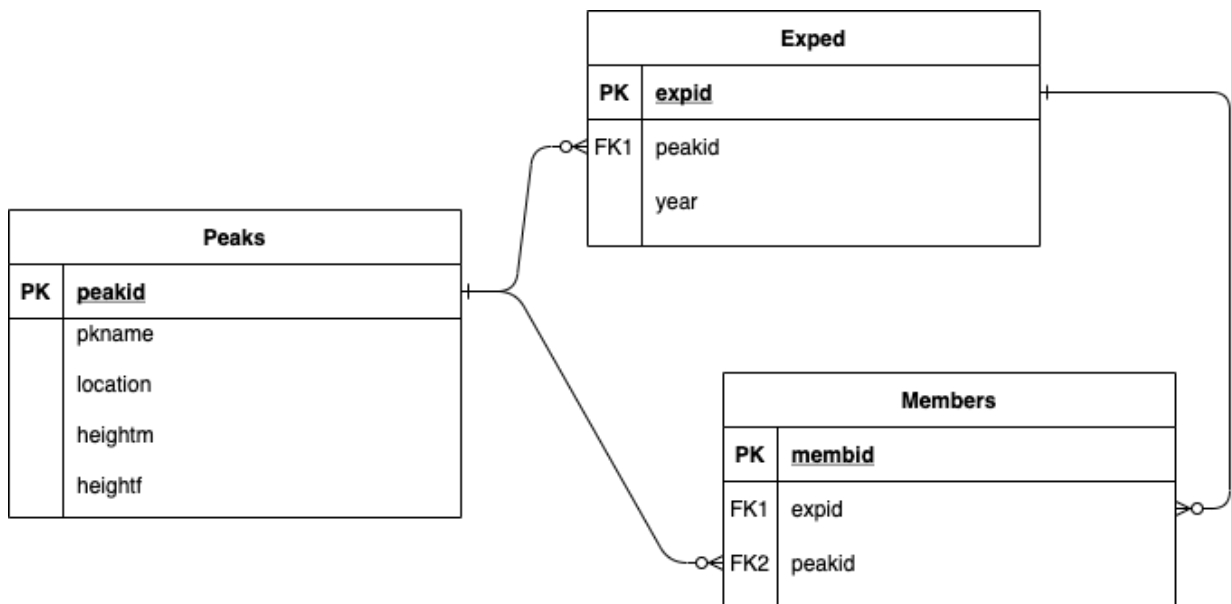 Exped
PK expid
FK1 peakid
year
Peaks
PK peakid
pkname
location
heightm
heightf
Members
PK membid
FK1 expid
FK2 peakid